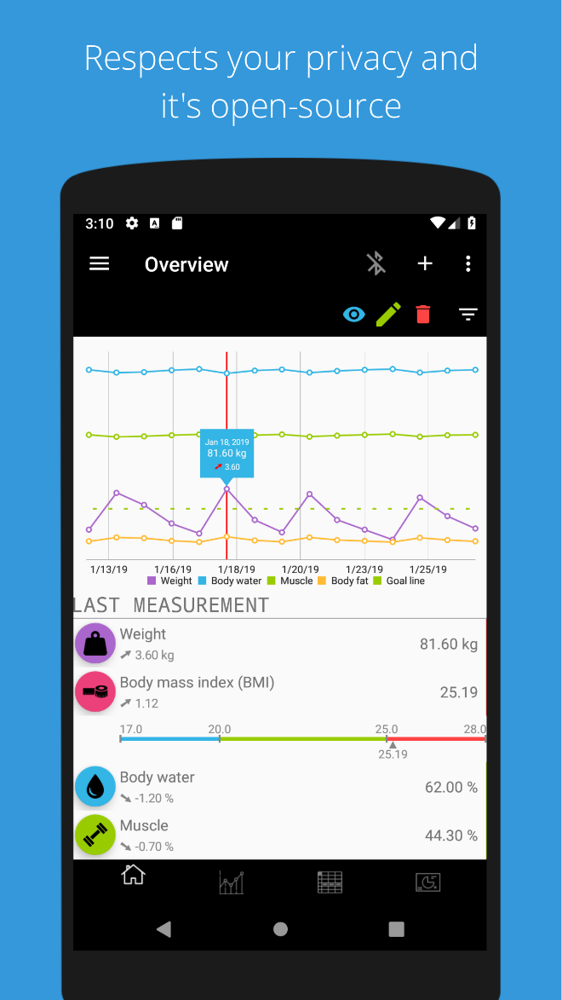 Respects your privacy and
it's open-source
3:10 A
Overview
Jan 18, 2019
81.60 kg
3.60
1/13/19 1/16/19 1/18/19 1/20/19 1/23/19 1/25/19
Weight Body water Muscle Body fat Goal line
LAST MEASUREMENT
Weight
3.60 kg
81.60 kg
Body mass index (BMI)
1.12
25.19
17.0 20.0 25.0 28.0
25.19
Body water
-1.20 %
62.00 %
Muscle
-0.70 %
44.30 %